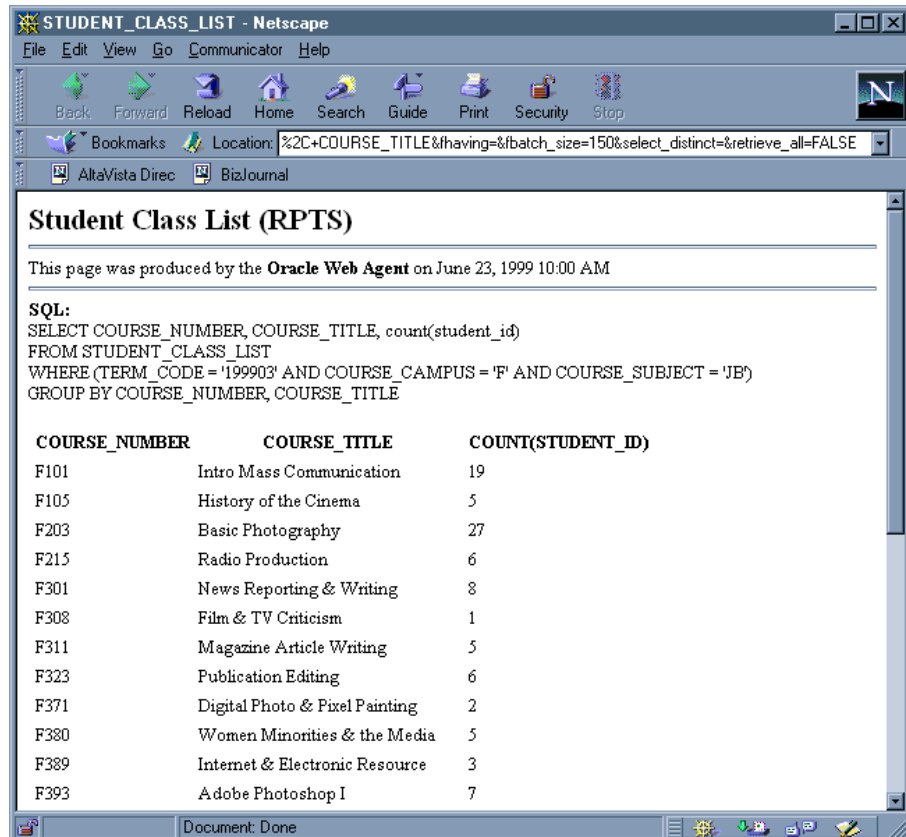 STUDENT_CLASS_LIST - Netscape
File Edit View Go Communicator Help
Back Forward Reload Home Search Guide Print Security Stop
N
Bookmarks Location: %2C+COURSE_TITLE&fhaving=&fbatch_size=150&select_distinct=&retrieve_all=FALSE
AltaVista Direc BizJournal
Student Class List (RPTS)
This page was produced by the Oracle Web Agent on June 23, 1999 10:00 AM
SQL:
SELECT COURSE_NUMBER, COURSE_TITLE, count(student_id)
FROM STUDENT_CLASS_LIST
WHERE (TERM_CODE = '199903' AND COURSE_CAMPUS = 'F' AND COURSE_SUBJECT = 'JB')
GROUP BY COURSE_NUMBER, COURSE_TITLE
COURSE_NUMBER COURSE_TITLE COUNT(STUDENT_ID)
F101 Intro Mass Communication 19
F105 History of the Cinema 5
F203 Basic Photography 27
F215 Radio Production 6
F301 News Reporting & Writing 8
F308 Film & TV Criticism 1
F311 Magazine Article Writing 5
F323 Publication Editing 6
F371 Digital Photo & Pixel Painting 2
F380 Women Minorities & the Media 5
F389 Internet & Electronic Resource 3
F393 Adobe Photoshop I 7
Document: Done